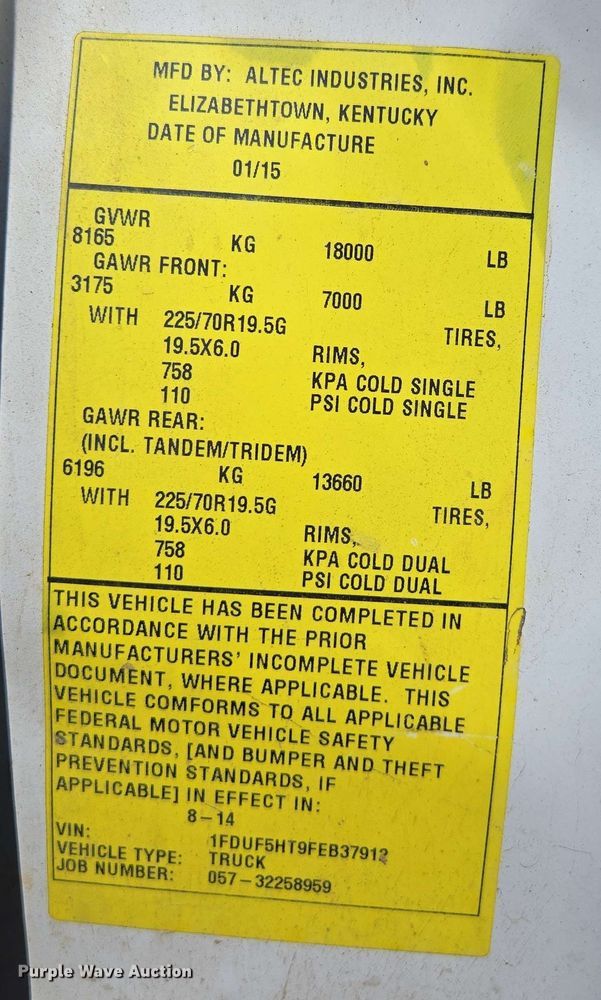 MFD BY: ALTEC INDUSTRIES, INC.
ELIZABETHTOWN, KENTUCKY
DATE OF MANUFACTURE
01/15
GVWR
8165 KG 18000 LB
GAWR FRONT:
3175 KG 7000 LB
WITH 225/70R19.5G TIRES,
19.5X6.0 RIMS,
758 KPA COLD SINGLE
110 PSI COLD SINGLE
GAWR REAR:
(INCL. TANDEM/TRIDEM)
6196 KG 13660 LB
WITH 225/70R19.5G TIRES,
19.5X6.0 RIMS,
758 KPA COLD DUAL
110 PSI COLD DUAL
THIS VEHICLE HAS BEEN COMPLETED IN
ACCORDANCE WITH THE PRIOR
MANUFACTURERS' INCOMPLETE VEHICLE
DOCUMENT, WHERE APPLICABLE. THIS
VEHICLE COMFORMS TO ALL APPLICABLE
FEDERAL MOTOR VEHICLE SAFETY
STANDARDS, [AND BUMPER AND THEFT
PREVENTION STANDARDS, IF
APPLICABLE] IN EFFECT IN:
8-14
VIN: 1FDUF5HT9FEB37912
VEHICLE TYPE: TRUCK
JOB NUMBER: 057-32258959
Purple Wave Auction